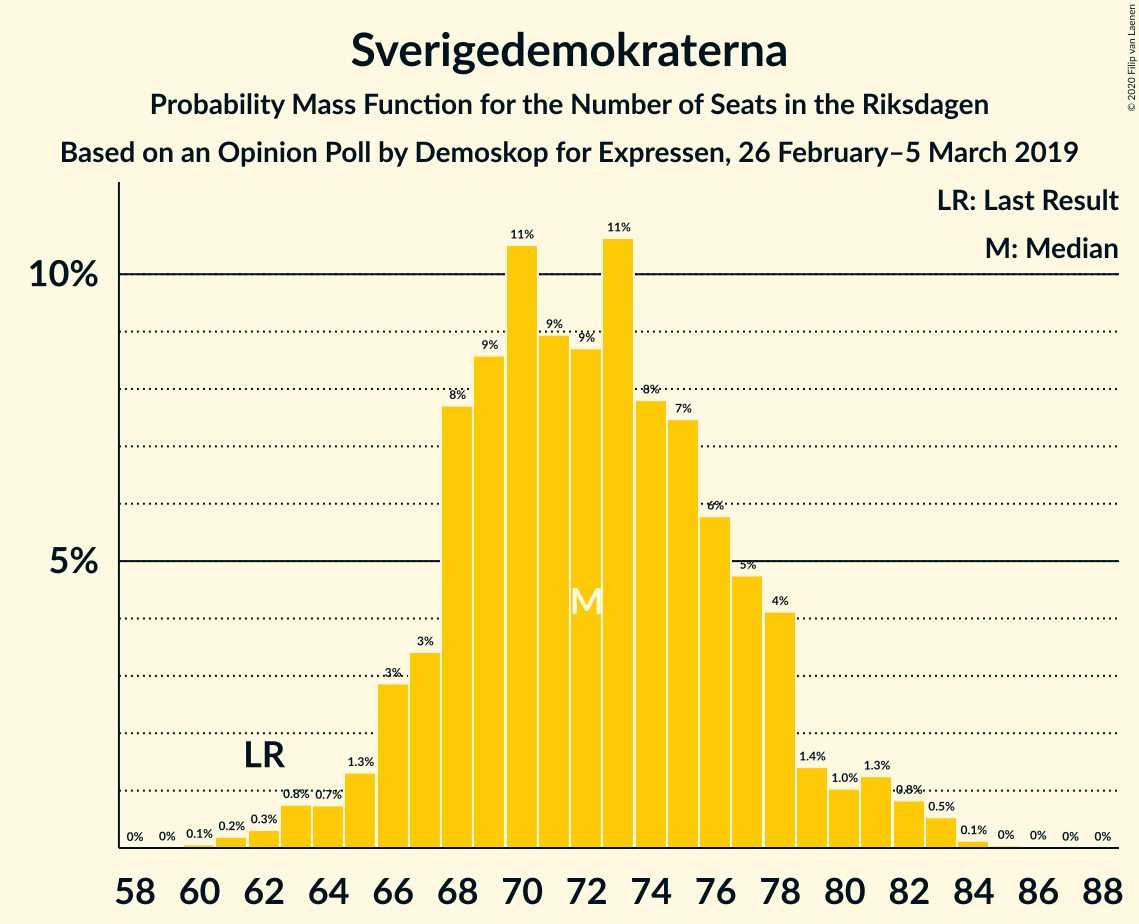 Sverigedemokraterna
Probability Mass Function for the Number of Seats in the Riksdagen
Based on an Opinion Poll by Demoskop for Expressen, 26 February–5 March 2019
© 2020 Filip van Laenen
LR: Last Result
M: Median
10%
5%
0% 0% 0.1% 0.2% 0.3% 0.8% 0.7% 1.3% 3% 3% 8% 9% 11% 9% 9% 11% 8% 7% 6% 5% 4% 1.4% 1.0% 1.3% 0.8% 0.5% 0.1% 0% 0% 0% 0%
M
LR
58 60 62 64 66 68 70 72 74 76 78 80 82 84 86 88